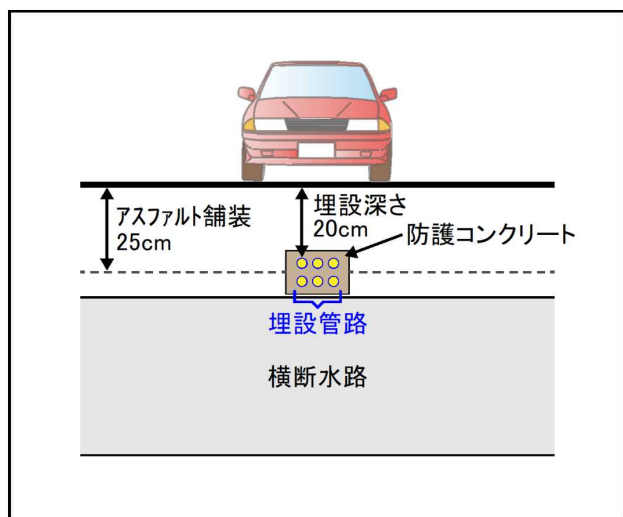 アスファルト舗装
25cm
埋設深さ
20cm
防護コンクリート
埋設管路
横断水路